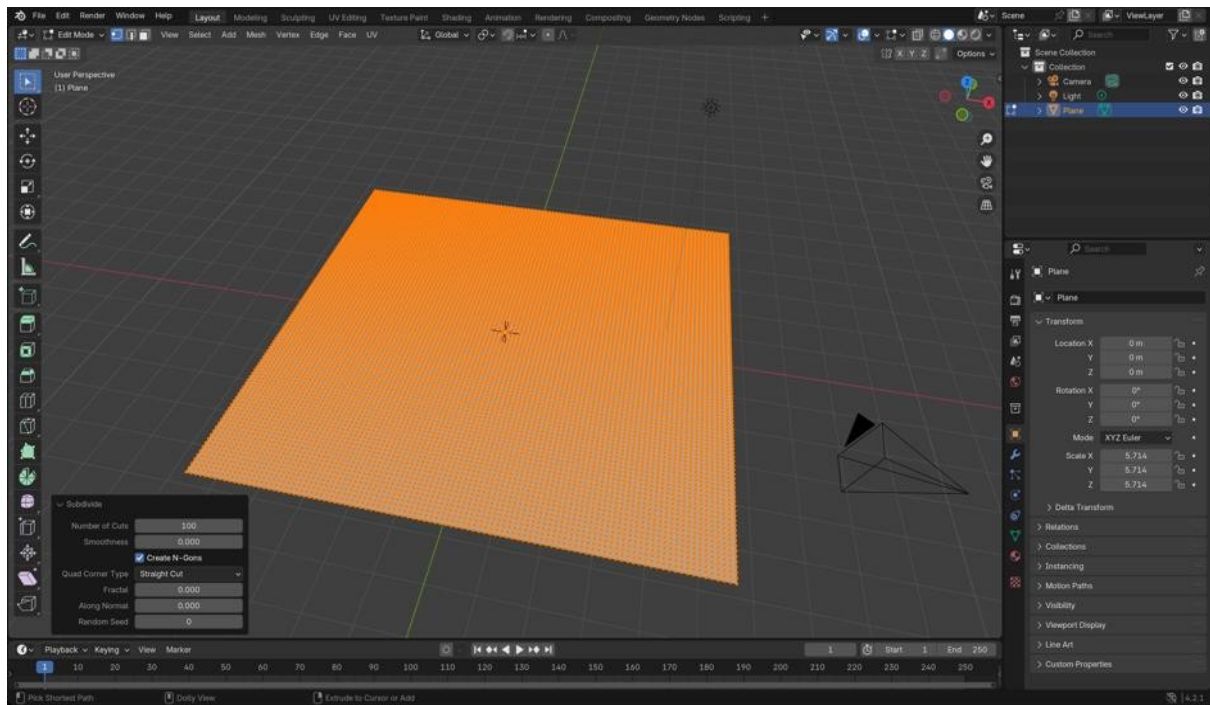 File Edit Render Window Help Layout Modeling Sculpting UV Editing Texture Paint Shading Animation Rendering Compositing Geometry Nodes Scripting + Scene ViewLayer
Edit Mode View Select Add Mesh Vertex Edge Face UV Global Search
X Y Z Options
User Perspective
(1) Plane
Scene Collection
Collection
Camera
Light
Plane
Z
X
Search
Plane
Plane
Transform
Location X 0 m
Y 0 m
Z 0 m
Rotation X 0°
Y 0°
Z 0°
Mode XYZ Euler
Scale X 5.714
Y 5.714
Z 5.714
Delta Transform
Relations
Collections
Instancing
Motion Paths
Visibility
Viewport Display
Line Art
Custom Properties
Subdivide
Number of Cuts 100
Smoothness 0.000
Create N-Gons
Quad Corner Type Straight Cut
Fractal 0.000
Along Normal 0.000
Random Seed 0
Playback Keying View Marker 1 Start 1 End 250
1 10 20 30 40 50 60 70 80 90 100 110 120 130 140 150 160 170 180 190 200 210 220 230 240 250
Pick Shortest Path Dolly View Extrude to Cursor or Add 4.2.1